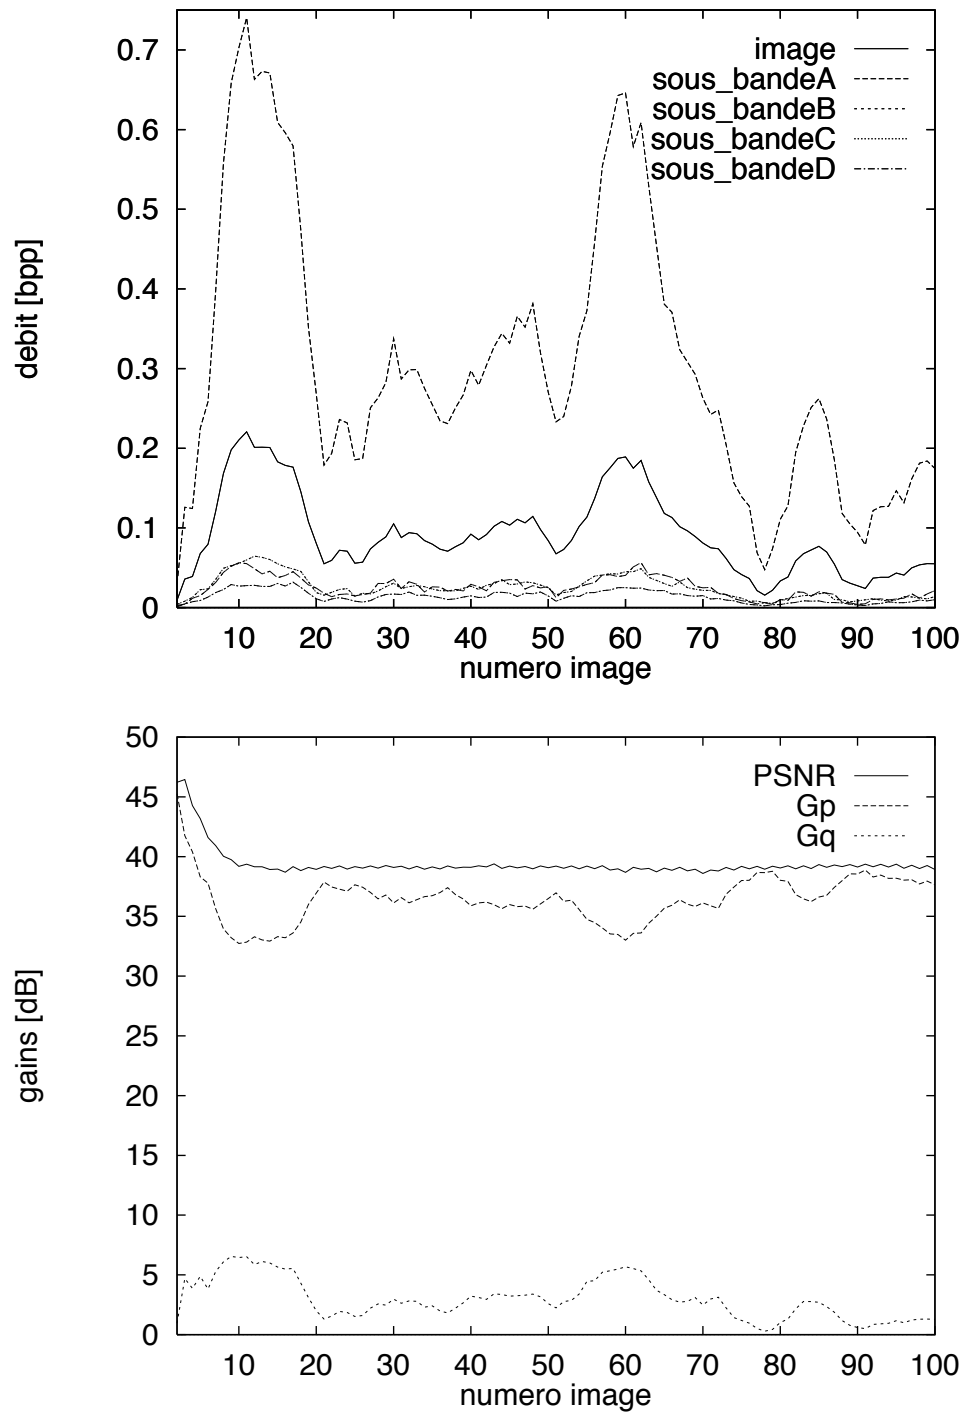 0.7
0.6
0.5
0.4
0.3
0.2
0.1
0
debit [bpp]
image
sous_bandeA
sous_bandeB
sous_bandeC
sous_bandeD
10 20 30 40 50 60 70 80 90 100
numero image
50
45
40
35
30
25
20
15
10
5
0
gains [dB]
PSNR
Gp
Gq
10 20 30 40 50 60 70 80 90 100
numero image